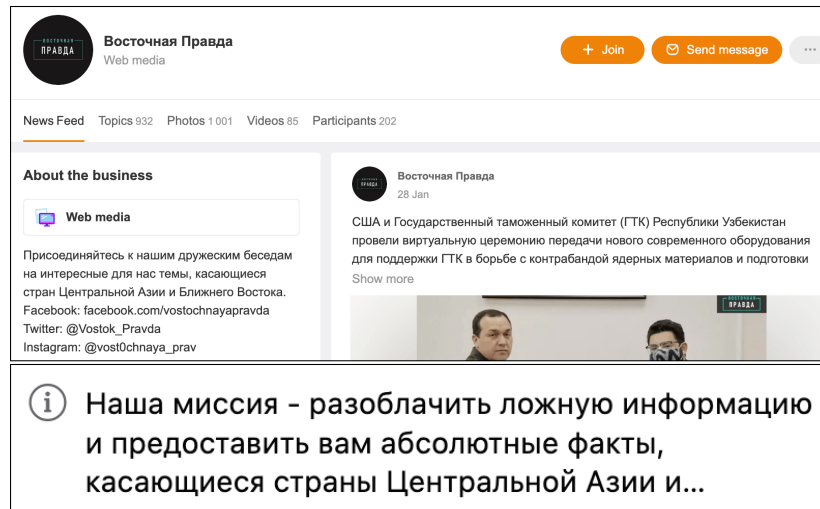 ВОСТОЧНАЯ
ПРАВДА
Восточная Правда
Web media
+ Join
Send message
...
News Feed Topics 932 Photos 1 001 Videos 85 Participants 202
About the business
Web media
Присоединяйтесь к нашим дружеским беседам
на интересные для нас темы, касающиеся
стран Центральной Азии и Ближнего Востока.
Facebook: facebook.com/vostochnayapravda
Twitter: @Vostok_Pravda
Instagram: @vost0chnaya_prav
ВОСТОЧНАЯ
ПРАВДА
Восточная Правда
28 Jan
США и Государственный таможенный комитет (ГТК) Республики Узбекистан
провели виртуальную церемонию передачи нового современного оборудования
для поддержки ГТК в борьбе с контрабандой ядерных материалов и подготовки
Show more
ВОСТОЧНАЯ
ПРАВДА
Наша миссия - разоблачить ложную информацию
и предоставить вам абсолютные факты,
касающиеся страны Центральной Азии и...